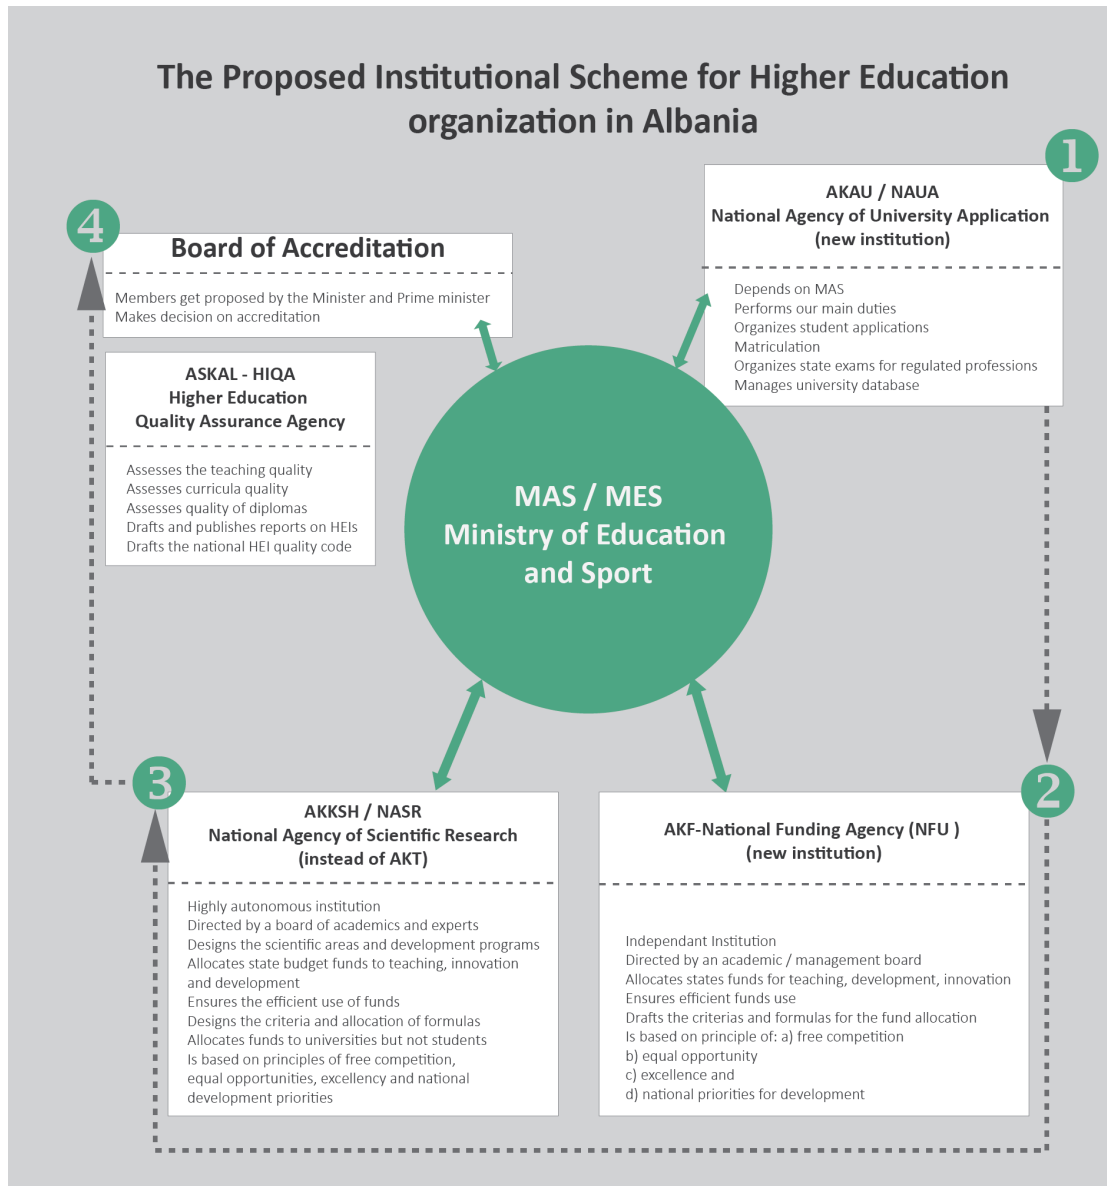 The Proposed Institutional Scheme for Higher Education
organization in Albania
1
AKAU / NAUA
National Agency of University Application
(new institution)
Depends on MAS
Performs our main duties
Organizes student applications
Matriculation
Organizes state exams for regulated professions
Manages university database
4
Board of Accreditation
Members get proposed by the Minister and Prime minister
Makes decision on accreditation
ASKAL - HIQA
Higher Education
Quality Assurance Agency
Assesses the teaching quality
Assesses curricula quality
Assesses quality of diplomas
Drafts and publishes reports on HEIs
Drafts the national HEI quality code
MAS / MES
Ministry of Education
and Sport
3
AKKSH / NASR
National Agency of Scientific Research
(instead of AKT)
Highly autonomous institution
Directed by a board of academics and experts
Designs the scientific areas and development programs
Allocates state budget funds to teaching, innovation
and development
Ensures the efficient use of funds
Designs the criteria and allocation of formulas
Allocates funds to universities but not students
Is based on principles of free competition,
equal opportunities, excellency and national
development priorities
2
AKF-National Funding Agency (NFU )
(new institution)
Independant Institution
Directed by an academic / management board
Allocates states funds for teaching, development, innovation
Ensures efficient funds use
Drafts the criterias and formulas for the fund allocation
Is based on principle of: a) free competition
b) equal opportunity
c) excellence and
d) national priorities for development